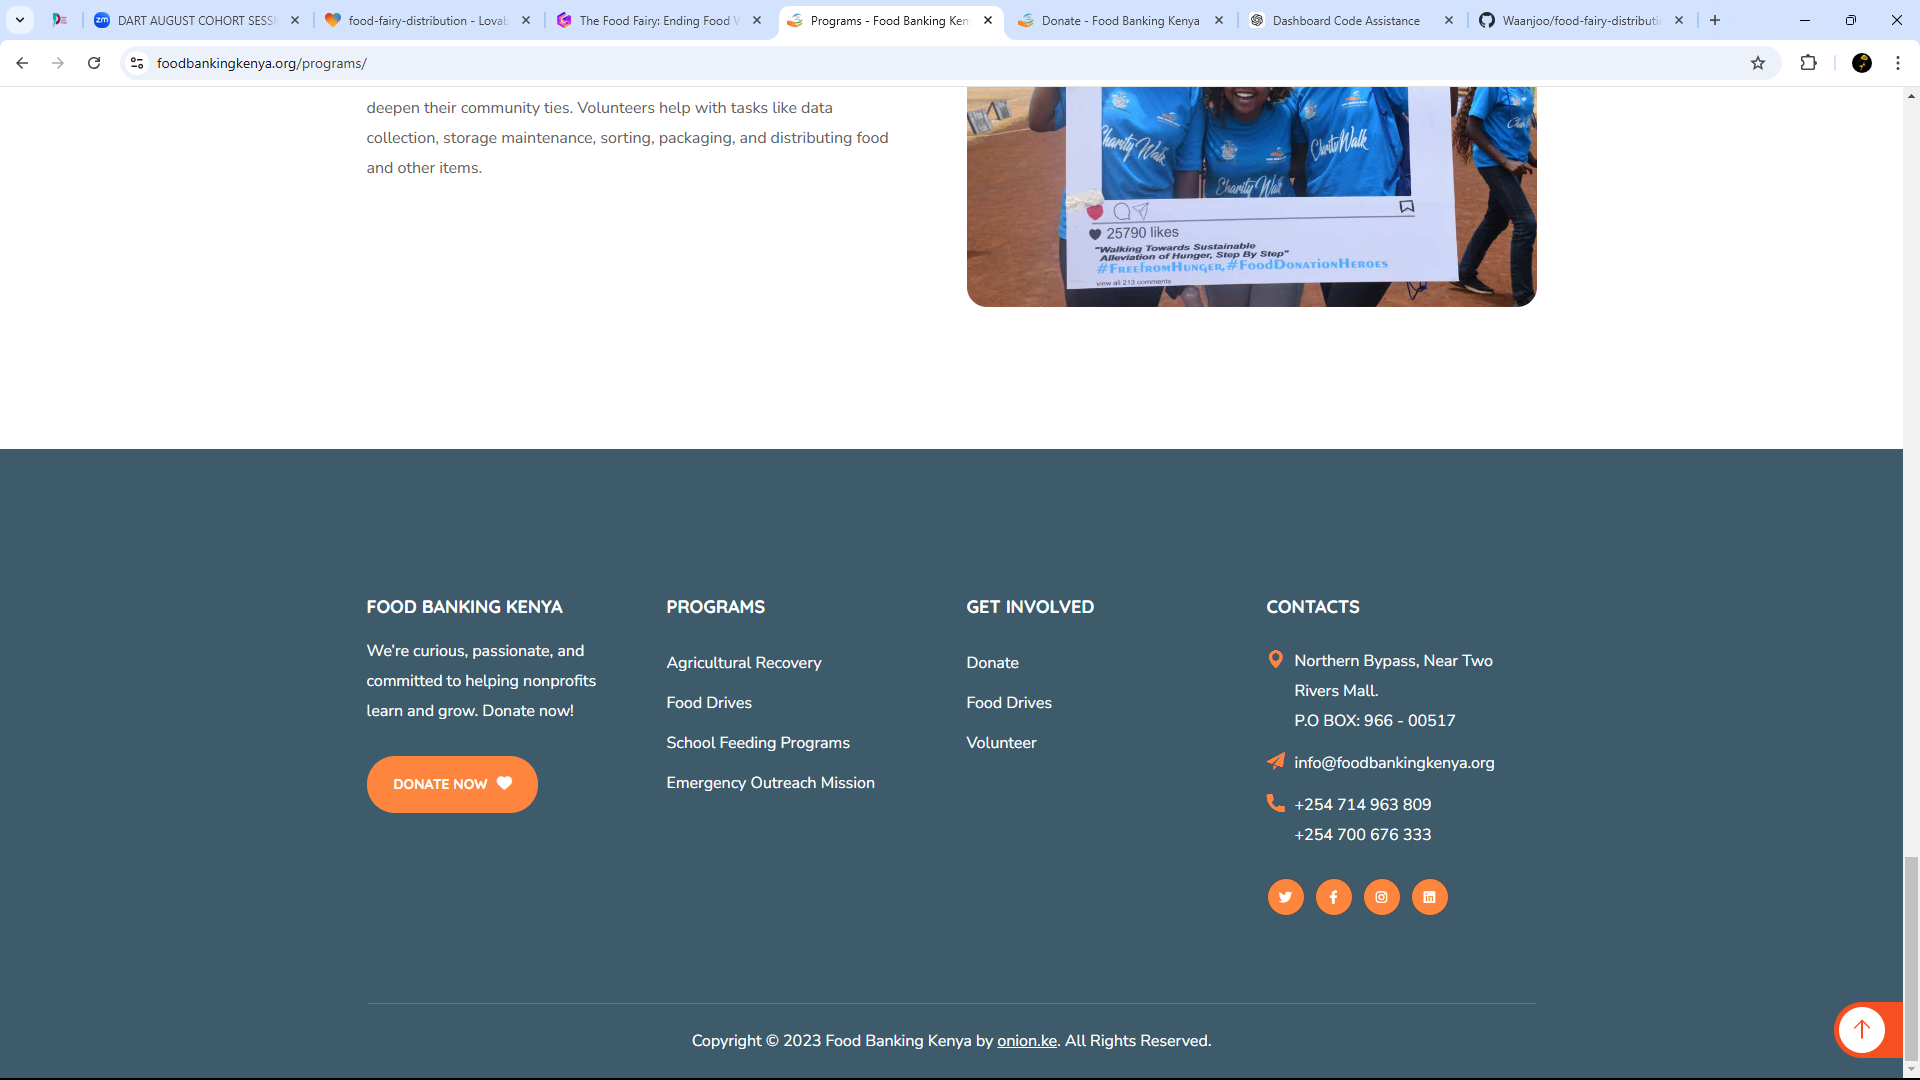 DART AUGUST COHORT SESSI
food-fairy-distribution - Lovab
The Food Fairy: Ending Food W
Programs - Food Banking Ken
Donate - Food Banking Kenya
Dashboard Code Assistance
Waanjoo/food-fairy-distributi
foodbankingkenya.org/programs/
deepen their community ties. Volunteers help with tasks like data
collection, storage maintenance, sorting, packaging, and distributing food
and other items.
Charity Walk
Charity Walk
Charity Walk
25790 likes
"Walking Towards Sustainable
Alleviation of Hunger, Step By Step"
#FreefromHunger, #FoodDonationHeroes
view all 213 comments
FOOD BANKING KENYA
We’re curious, passionate, and
committed to helping nonprofits
learn and grow. Donate now!
DONATE NOW
PROGRAMS
Agricultural Recovery
Food Drives
School Feeding Programs
Emergency Outreach Mission
GET INVOLVED
Donate
Food Drives
Volunteer
CONTACTS
Northern Bypass, Near Two
Rivers Mall.
P.O BOX: 966 - 00517
info@foodbankingkenya.org
+254 714 963 809
+254 700 676 333
Copyright © 2023 Food Banking Kenya by onion.ke. All Rights Reserved.